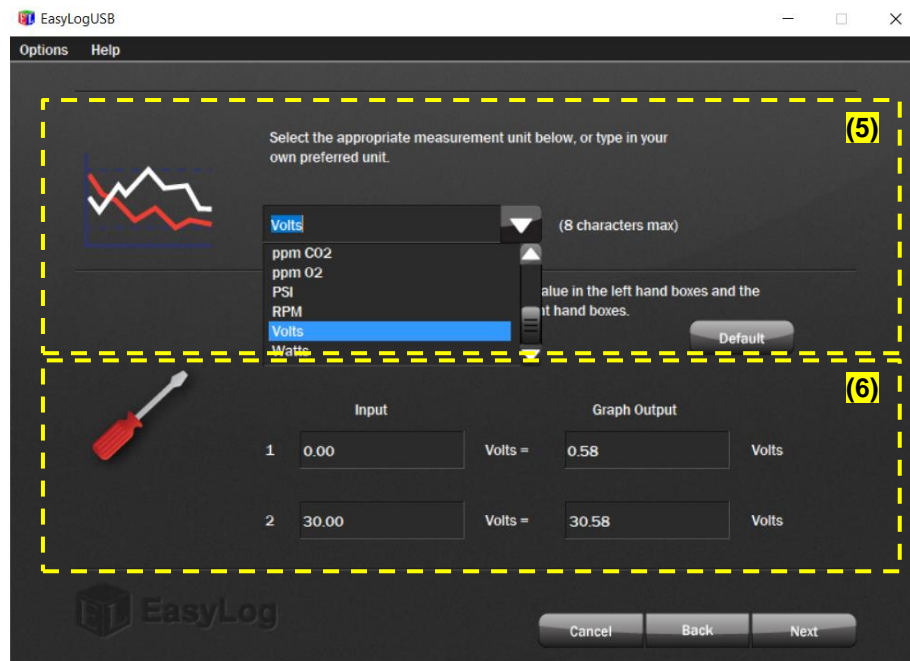 EasyLogUSB
Options Help
(5)
Select the appropriate measurement unit below, or type in your
own preferred unit.
Volts
(8 characters max)
ppm CO2
ppm O2
PSI
RPM
Volts
Watts
value in the left hand boxes and the
hand boxes.
Default
(6)
Input Graph Output
1 0.00 Volts = 0.58 Volts
2 30.00 Volts = 30.58 Volts
EasyLog
Cancel Back Next